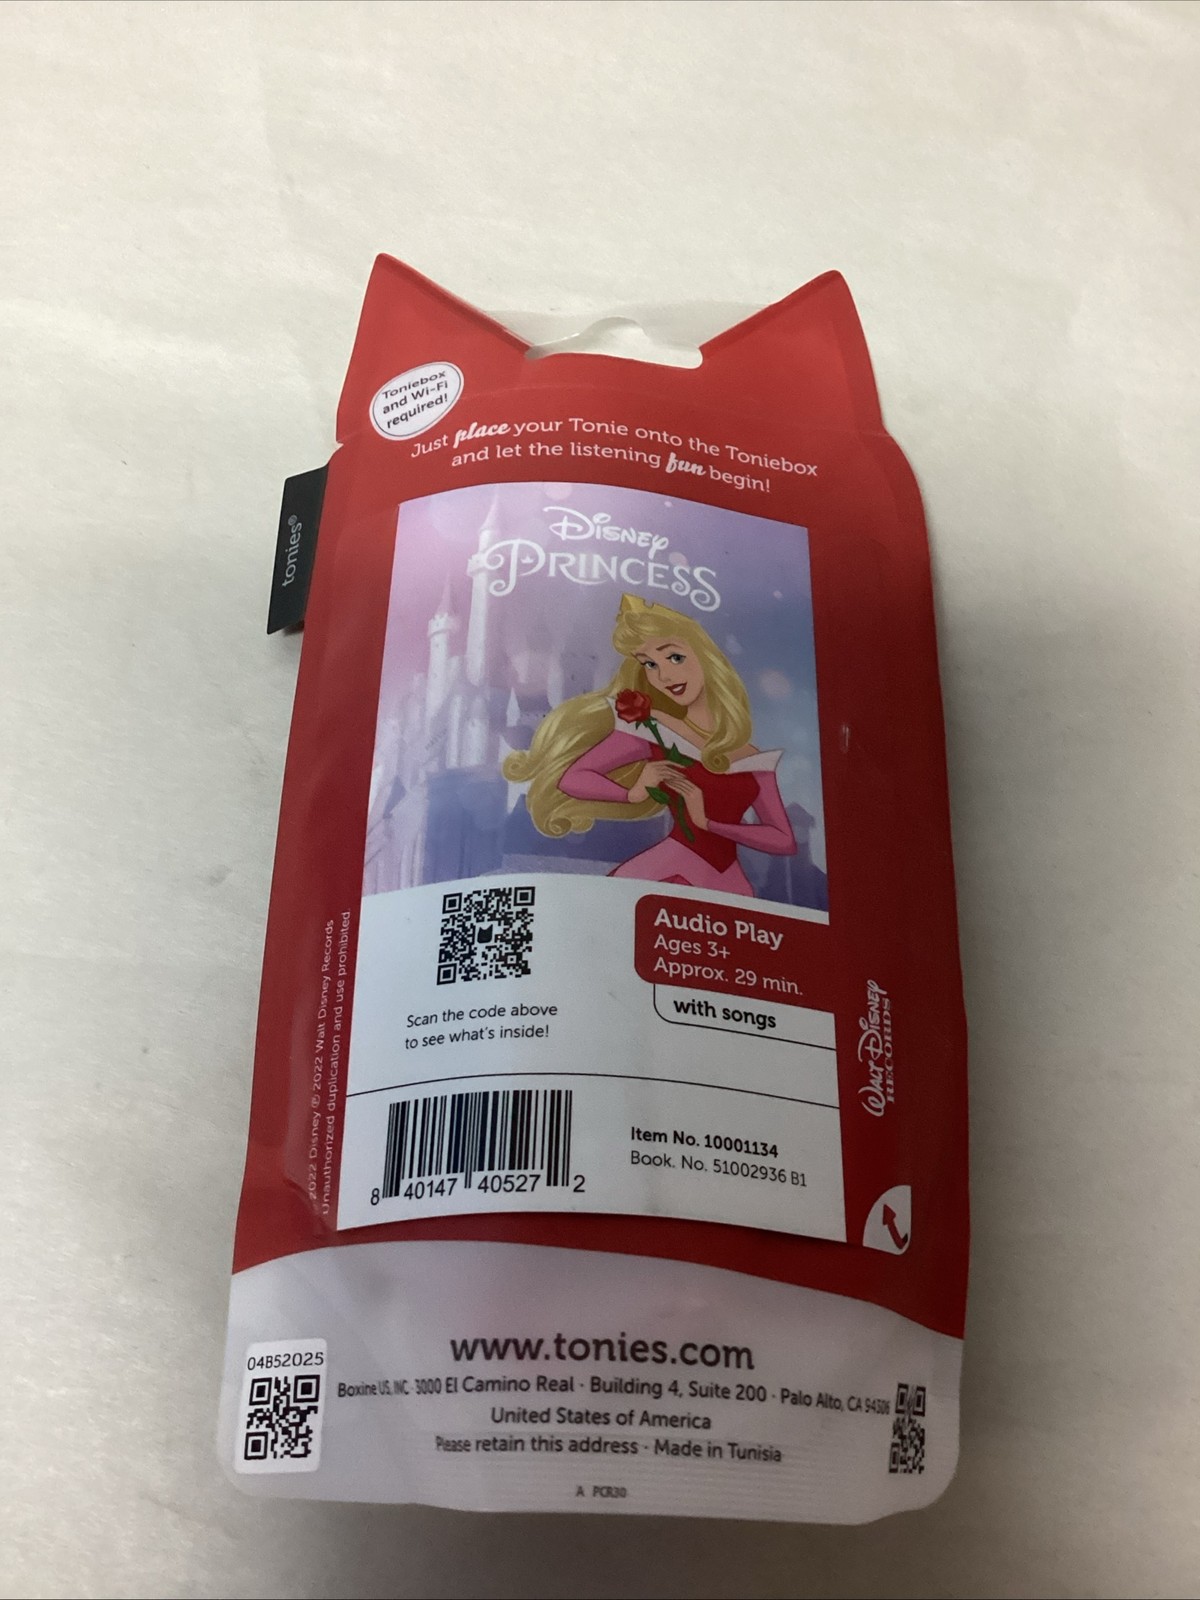 Toniebox
and Wi-Fi
required!
Just place your Tonie onto the Toniebox
and let the listening fun begin!
tonies®
Disney
PRINCESS
Audio Play
Ages 3+
Approx. 29 min.
with songs
Scan the code above
to see what's inside!
2022 Disney ℗ 2022 Walt Disney Records
Unauthorized duplication and use prohibited.
WALT DISNEY
RECORDS
Item No. 10001134
Book. No. 51002936 B1
8 40147 40527 2
www.tonies.com
04B52025
Boxine US, INC · 3000 El Camino Real · Building 4, Suite 200 · Palo Alto, CA 94306
United States of America
Please retain this address · Made in Tunisia
A PCR30